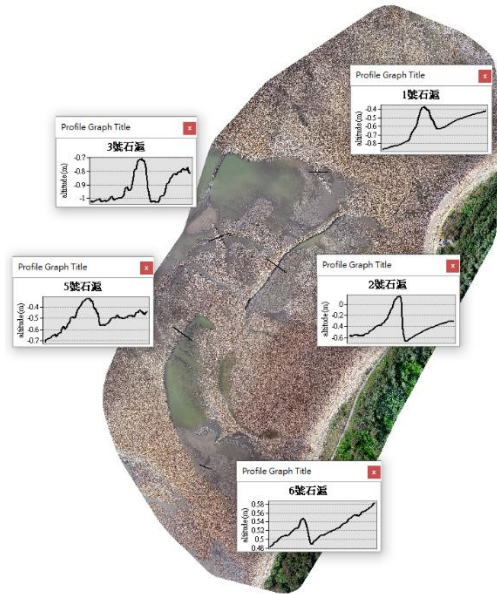 Profile Graph Title x
1號石滬
altitude(m)
-0.4
-0.5
-0.6
-0.7
-0.8
Profile Graph Title x
3號石滬
altitude(m)
-0.7
-0.8
-0.9
-1
Profile Graph Title x
5號石滬
altitude(m)
-0.4
-0.5
-0.6
-0.7
Profile Graph Title x
2號石滬
altitude(m)
0
-0.2
-0.4
-0.6
Profile Graph Title x
6號石滬
altitude(m)
0.58
0.56
0.54
0.52
0.5
0.48